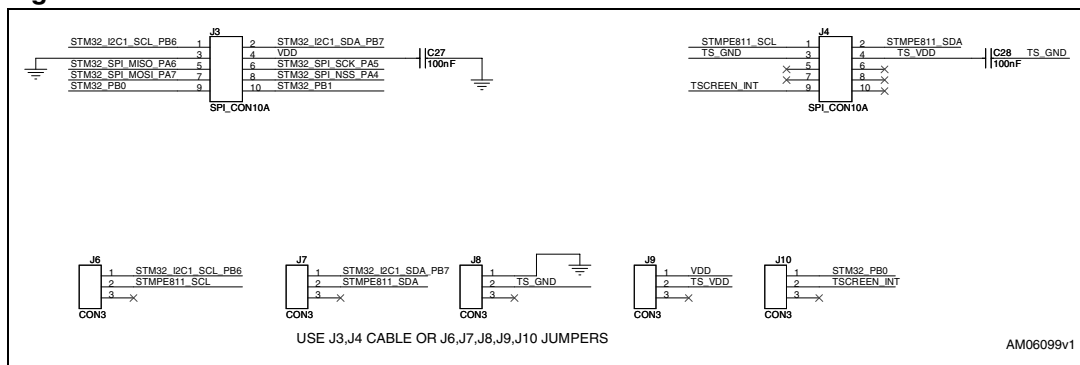 J3
STM32_I2C1_SCL_PB6 1 2 STM32_I2C1_SDA_PB7
3 4 VDD
STM32_SPI_MISO_PA6 5 6 STM32_SPI_SCK_PA5
STM32_SPI_MOSI_PA7 7 8 STM32_SPI_NSS_PA4
STM32_PB0 9 10 STM32_PB1
SPI_CON10A
C27
100nF
J4
STMPE811_SCL 1 2 STMPE811_SDA
TS_GND 3 4 TS_VDD
5 6
7 8
TSCREEN_INT 9 10
SPI_CON10A
C28
100nF
TS_GND
J6
1 STM32_I2C1_SCL_PB6
2 STMPE811_SCL
3
CON3
J7
1 STM32_I2C1_SDA_PB7
2 STMPE811_SDA
3
CON3
J8
1
2 TS_GND
3
CON3
J9
1 VDD
2 TS_VDD
3
CON3
J10
1 STM32_PB0
2 TSCREEN_INT
3
CON3
USE J3,J4 CABLE OR J6,J7,J8,J9,J10 JUMPERS
AM06099v1